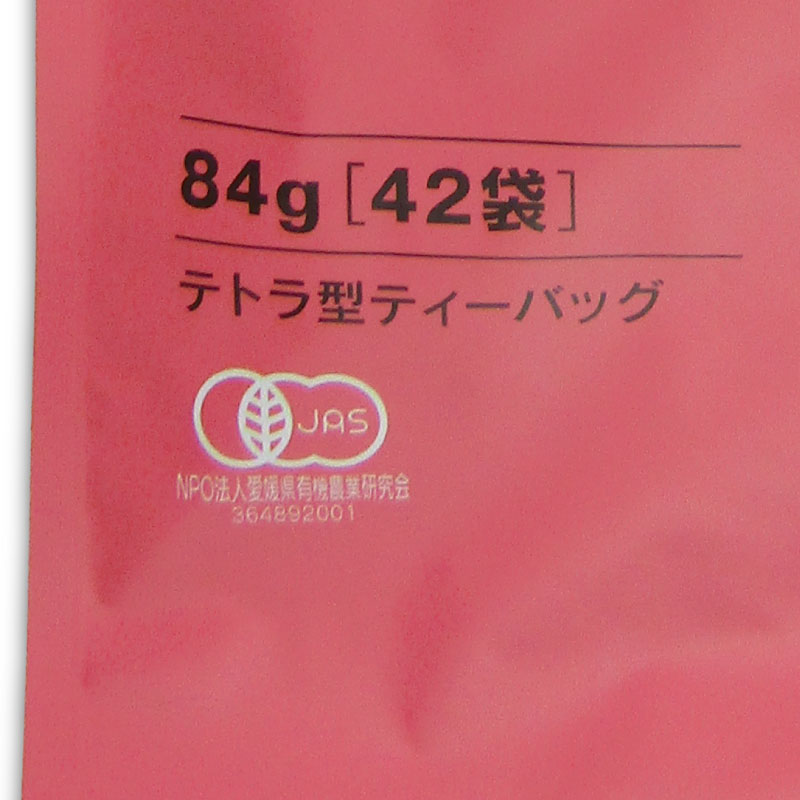 84g［42袋］
テトラ型ティーバッグ
JAS
NPO法人愛媛県有機農業研究会
364892001